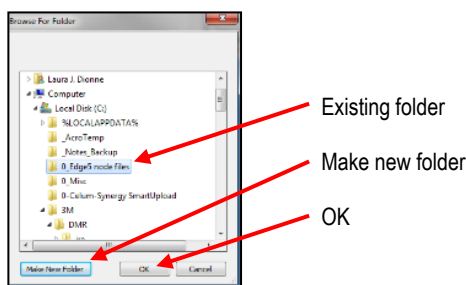 Browse For Folder
Laura J. Dionne
Computer
Local Disk (C:)
%LOCALAPPDATA%
_AcroTemp
_Notes_Backup
0_Edge5 node files
0_Misc
0-Celum-Synergy SmartUpload
3M
DMR
Make New Folder
OK
Cancel
Existing folder
Make new folder
OK